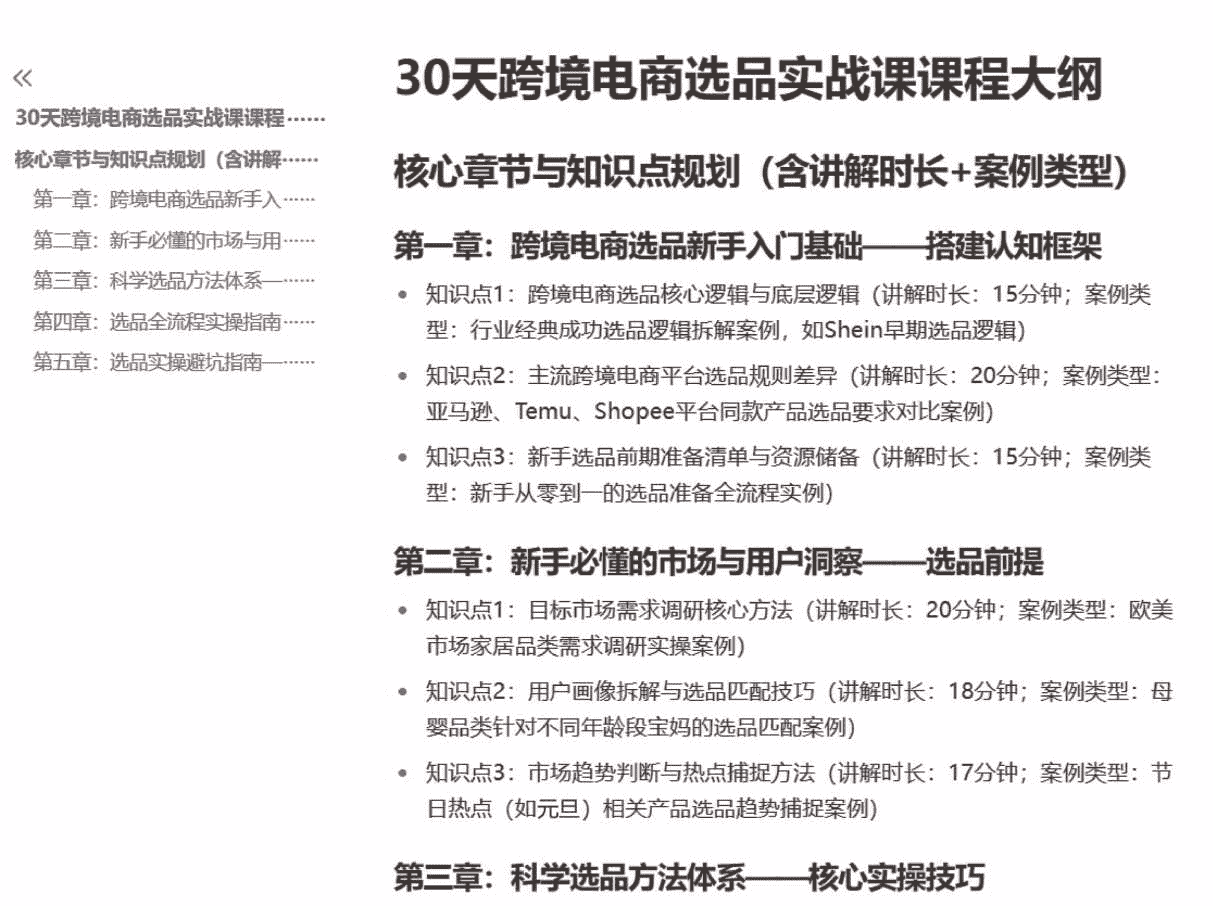 30天跨境电商选品实战课课程……
核心章节与知识点规划（含讲解……
第一章：跨境电商选品新手入……
第二章：新手必懂的市场与用……
第三章：科学选品方法体系—……
第四章：选品全流程实操指南……
第五章：选品实操避坑指南—……
30天跨境电商选品实战课课程大纲
核心章节与知识点规划（含讲解时长+案例类型）
第一章：跨境电商选品新手入门基础——搭建认知框架
• 知识点1：跨境电商选品核心逻辑与底层逻辑（讲解时长：15分钟；案例类
型：行业经典成功选品逻辑拆解案例，如Shein早期选品逻辑）
• 知识点2：主流跨境电商平台选品规则差异（讲解时长：20分钟；案例类型：
亚马逊、Temu、Shopee平台同款产品选品要求对比案例）
• 知识点3：新手选品前期准备清单与资源储备（讲解时长：15分钟；案例类
型：新手从零到一的选品准备全流程实例）
第二章：新手必懂的市场与用户洞察——选品前提
• 知识点1：目标市场需求调研核心方法（讲解时长：20分钟；案例类型：欧美
市场家居品类需求调研实操案例）
• 知识点2：用户画像拆解与选品匹配技巧（讲解时长：18分钟；案例类型：母
婴品类针对不同年龄段宝妈的选品匹配案例）
• 知识点3：市场趋势判断与热点捕捉方法（讲解时长：17分钟；案例类型：节
日热点（如元旦）相关产品选品趋势捕捉案例）
第三章：科学选品方法体系——核心实操技巧